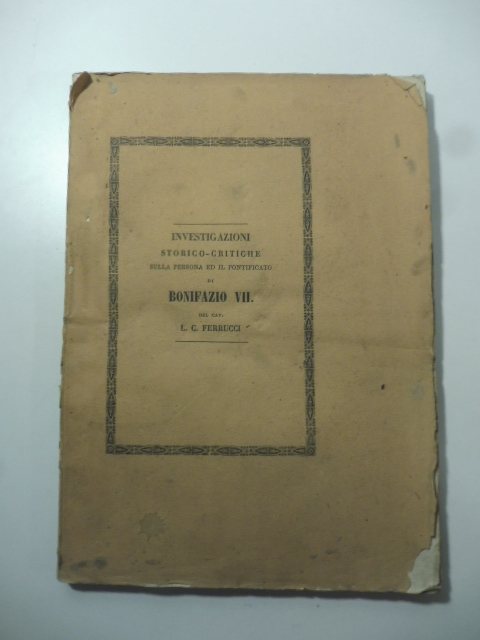 INVESTIGAZIONI
STORICO-CRITICHE
SULLA PERSONA ED IL PONTIFICATO
DI
BONIFAZIO VII.
DEL CAV:
L. C. FERRUCCI